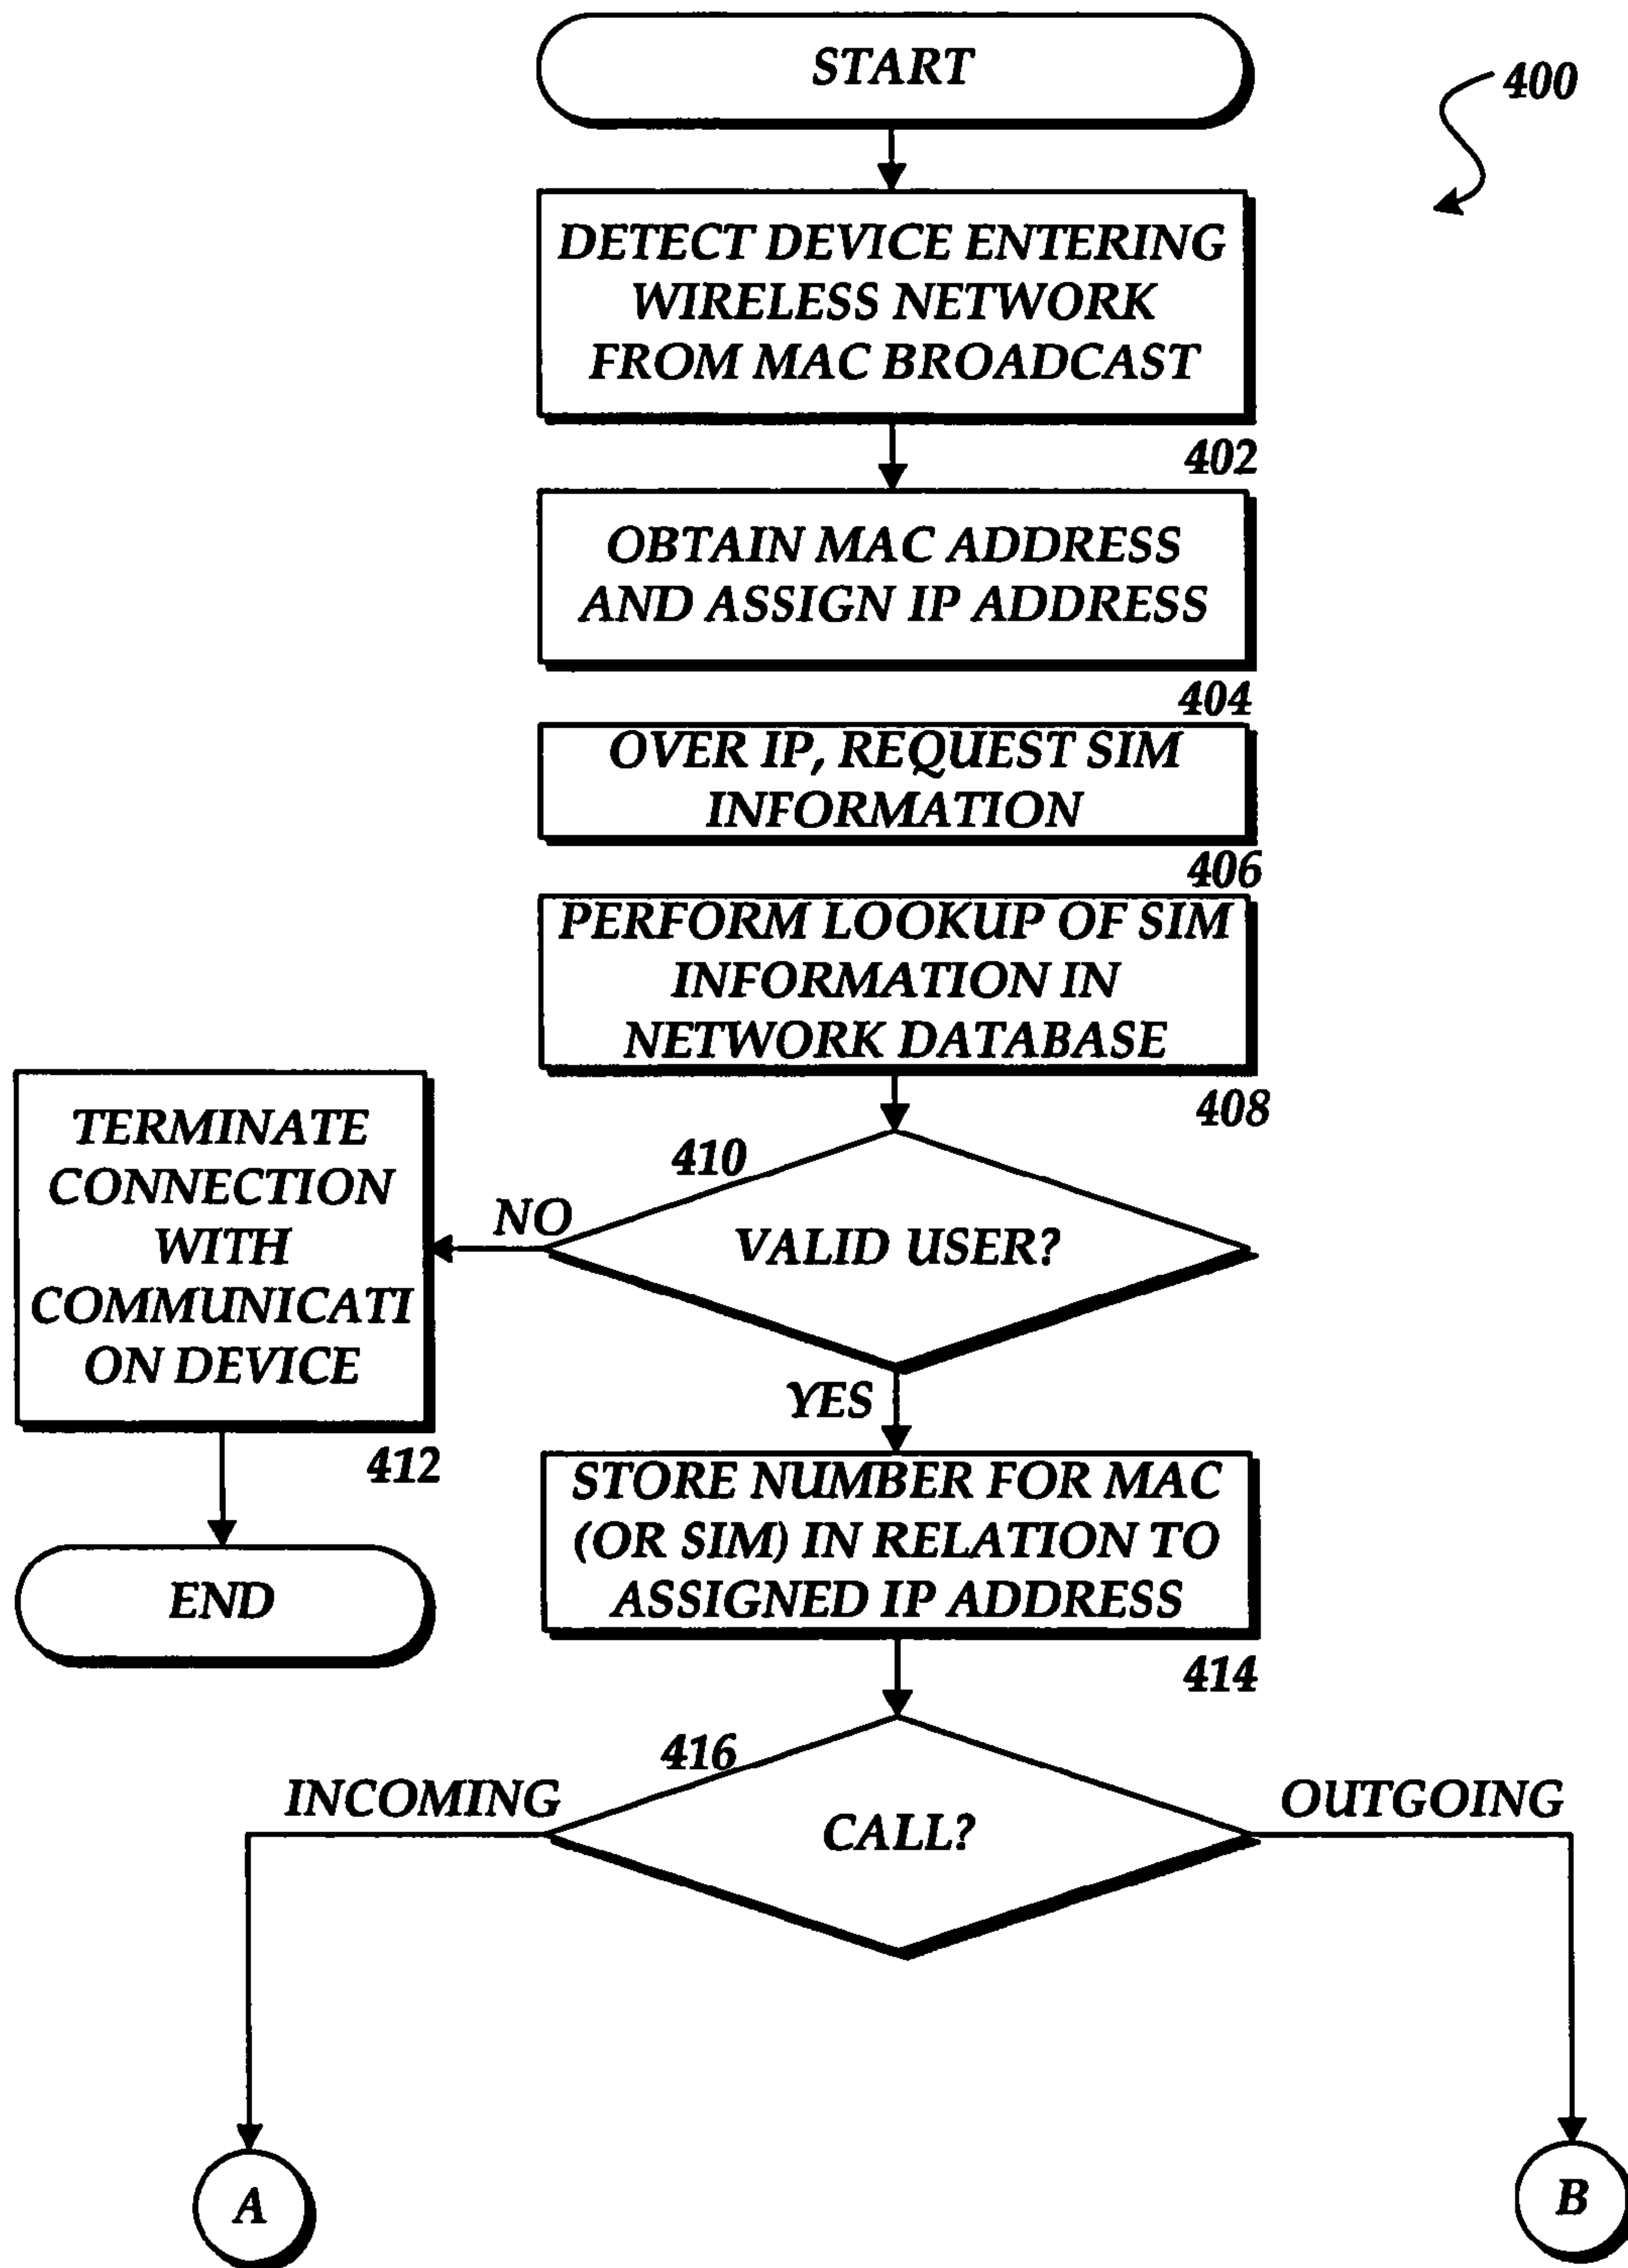 START
400
DETECT DEVICE ENTERING
WIRELESS NETWORK
FROM MAC BROADCAST
402
OBTAIN MAC ADDRESS
AND ASSIGN IP ADDRESS
404
OVER IP, REQUEST SIM
INFORMATION
406
PERFORM LOOKUP OF SIM
INFORMATION IN
NETWORK DATABASE
408
410
VALID USER?
NO
TERMINATE
CONNECTION
WITH
COMMUNICATI
ON DEVICE
412
END
YES
STORE NUMBER FOR MAC
(OR SIM) IN RELATION TO
ASSIGNED IP ADDRESS
414
416
CALL?
INCOMING
OUTGOING
A
B